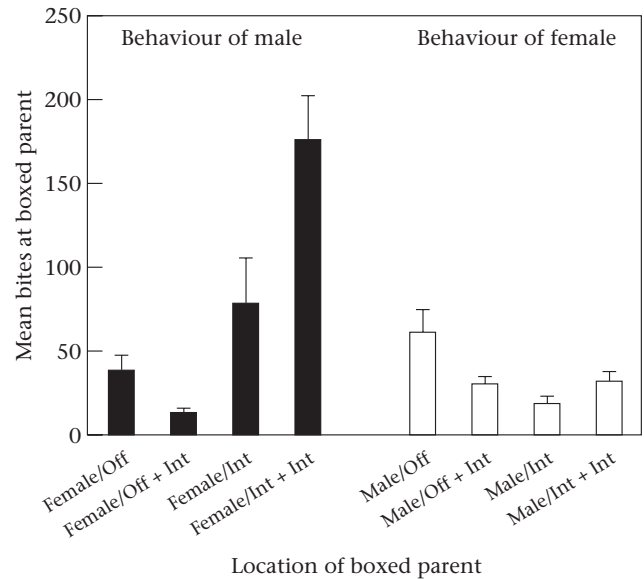 250
200
150
100
50
0
Mean bites at boxed parent
Behaviour of male
Behaviour of female
Female/Off
Female/Off + Int
Female/Int
Female/Int + Int
Male/Off
Male/Off + Int
Male/Int
Male/Int + Int
Location of boxed parent